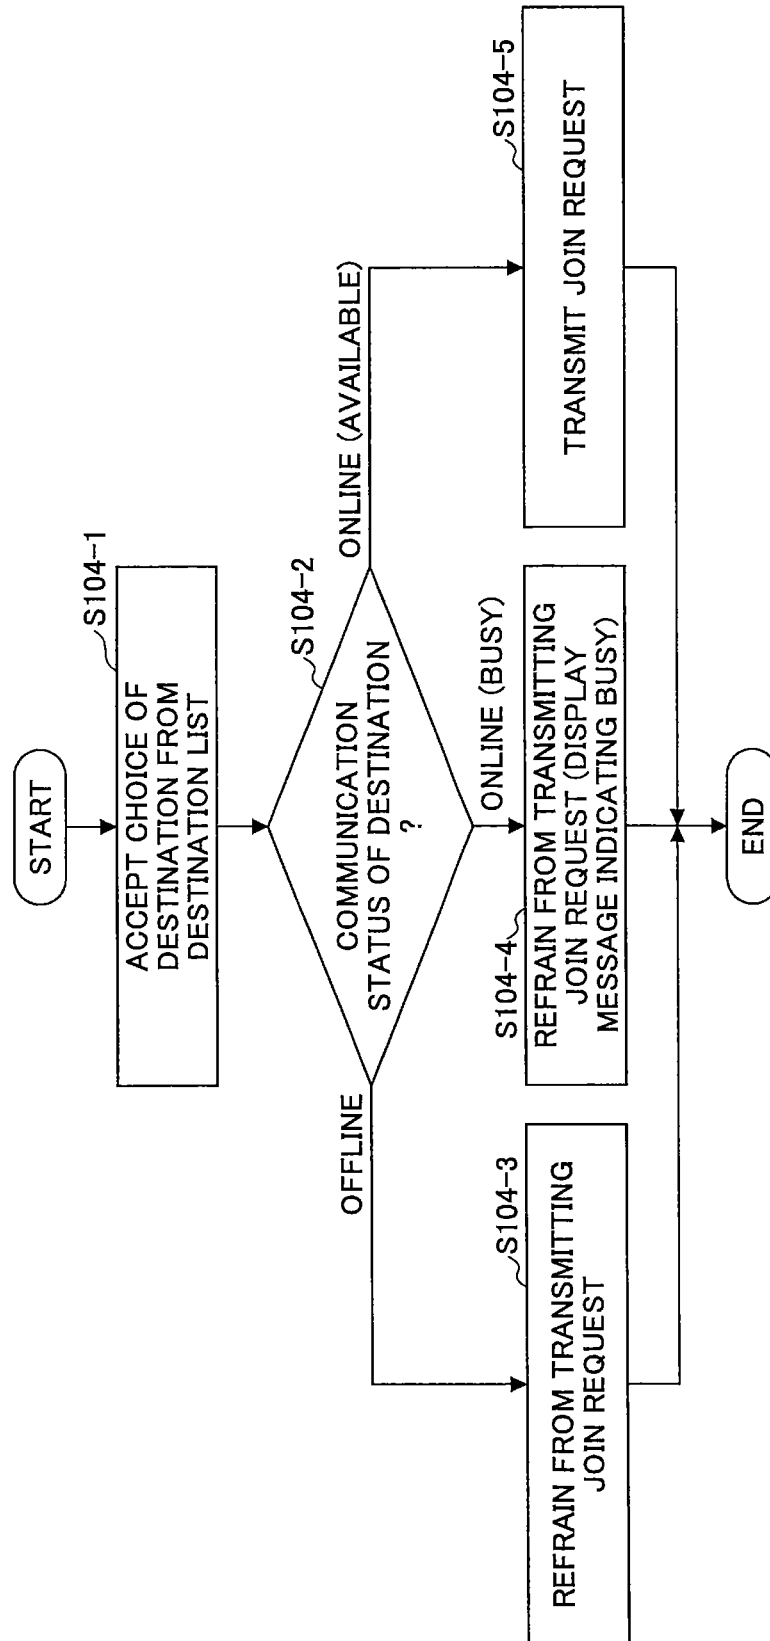 START
S104-1
ACCEPT CHOICE OF
DESTINATION FROM
DESTINATION LIST
S104-2
COMMUNICATION
STATUS OF DESTINATION
?
OFFLINE
ONLINE (BUSY)
ONLINE (AVAILABLE)
S104-3
REFRAIN FROM TRANSMITTING
JOIN REQUEST
S104-4
REFRAIN FROM TRANSMITTING
JOIN REQUEST (DISPLAY
MESSAGE INDICATING BUSY)
S104-5
TRANSMIT JOIN REQUEST
END